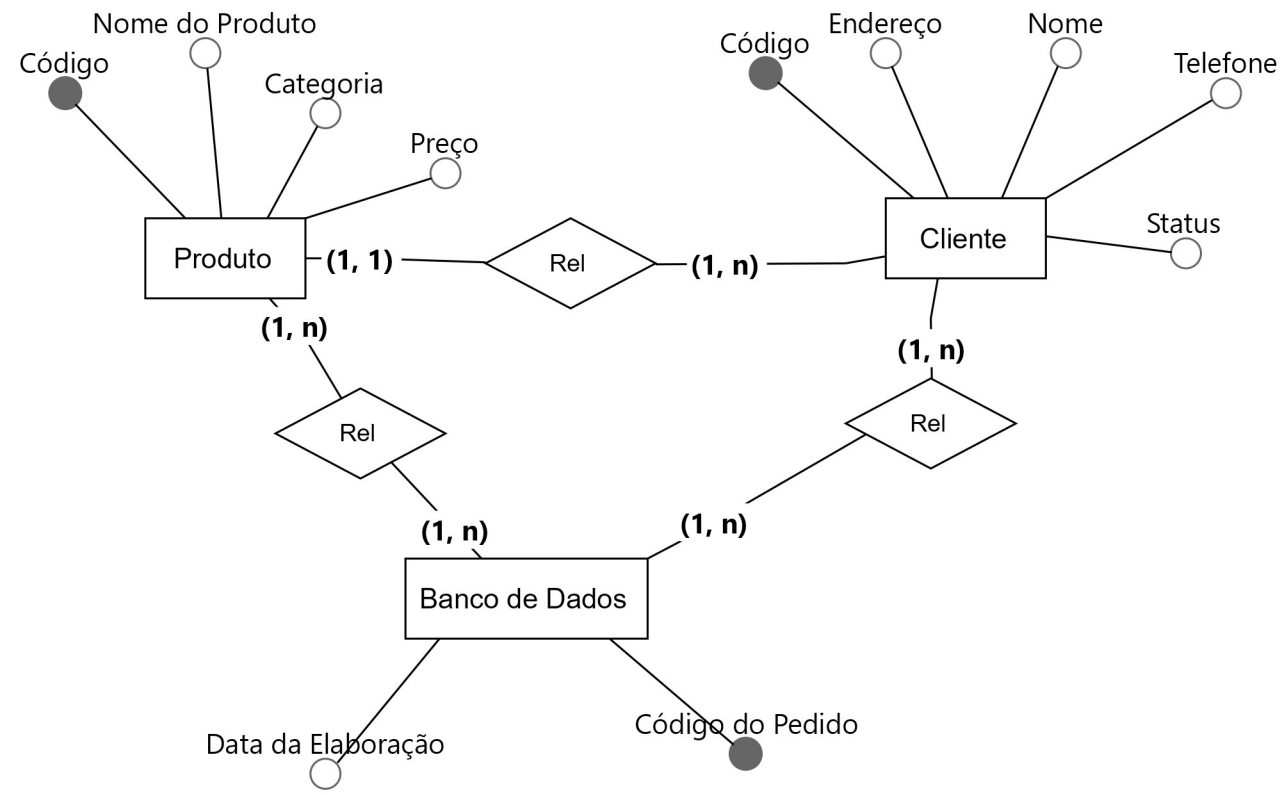 Nome do Produto
Código
Categoria
Preço
Produto
(1, 1)
Rel
(1, n)
Código
Endereço
Nome
Telefone
Status
Cliente
(1, n)
Rel
(1, n)
(1, n)
Rel
(1, n)
Banco de Dados
Data da Elaboração
Código do Pedido